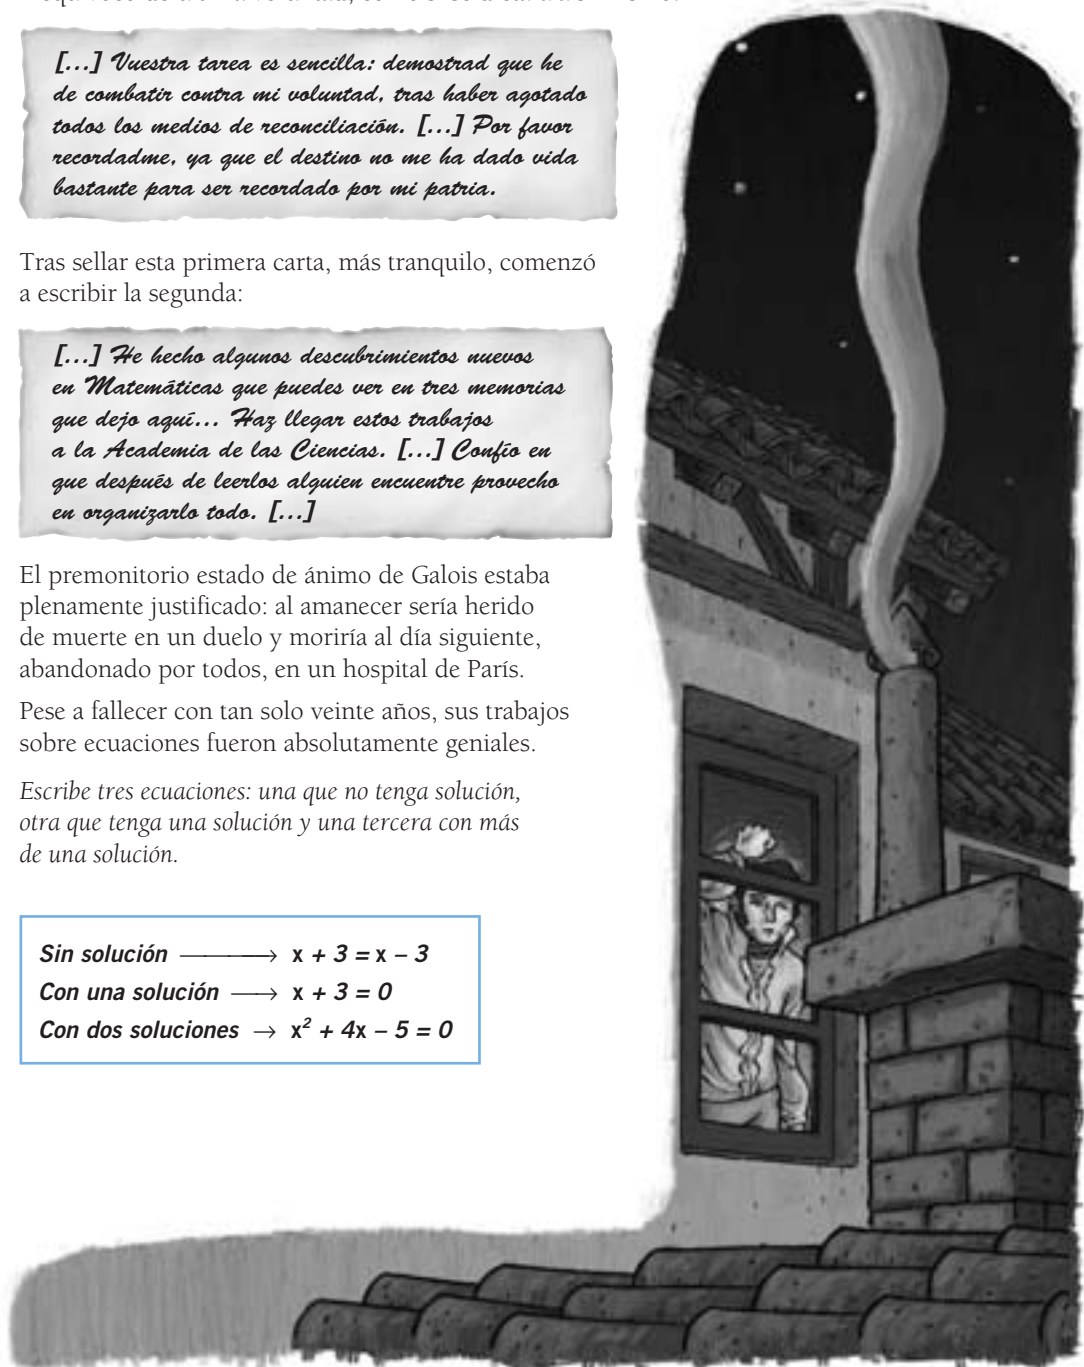 [...] Vuestra tarea es sencilla: demostrad que he
de combatir contra mi voluntad, tras haber agotado
todos los medios de reconciliación. [...] Por favor
recordadme, ya que el destino no me ha dado vida
bastante para ser recordado por mi patria.
Tras sellar esta primera carta, más tranquilo, comenzó
a escribir la segunda:
[...] He hecho algunos descubrimientos nuevos
en Matemáticas que puedes ver en tres memorias
que dejo aquí... Haz llegar estos trabajos
a la Academia de las Ciencias. [...] Confío en
que después de leerlos alguien encuentre provecho
en organizarlo todo. [...]
El premonitorio estado de ánimo de Galois estaba
plenamente justificado: al amanecer sería herido
de muerte en un duelo y moriría al día siguiente,
abandonado por todos, en un hospital de París.
Pese a fallecer con tan solo veinte años, sus trabajos
sobre ecuaciones fueron absolutamente geniales.
Escribe tres ecuaciones: una que no tenga solución,
otra que tenga una solución y una tercera con más
de una solución.
Sin solución ⟶ x + 3 = x – 3
Con una solución ⟶ x + 3 = 0
Con dos soluciones → x² + 4x – 5 = 0